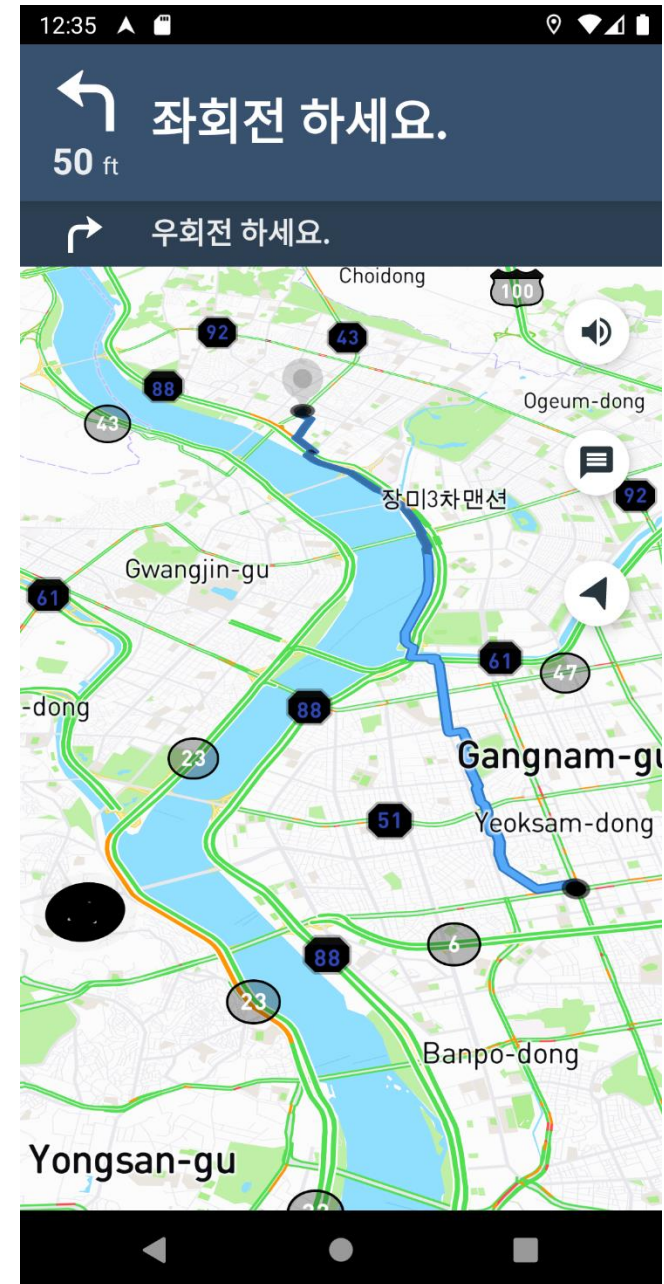 12:35
좌회전 하세요.
50 ft
우회전 하세요.
Choidong
100
92
43
88
Ogeum-dong
43
장미3차맨션
92
Gwangjin-gu
61
61
47
-dong
88
23
Gangnam-gu
51
Yeoksam-dong
6
88
23
Banpo-dong
Yongsan-gu